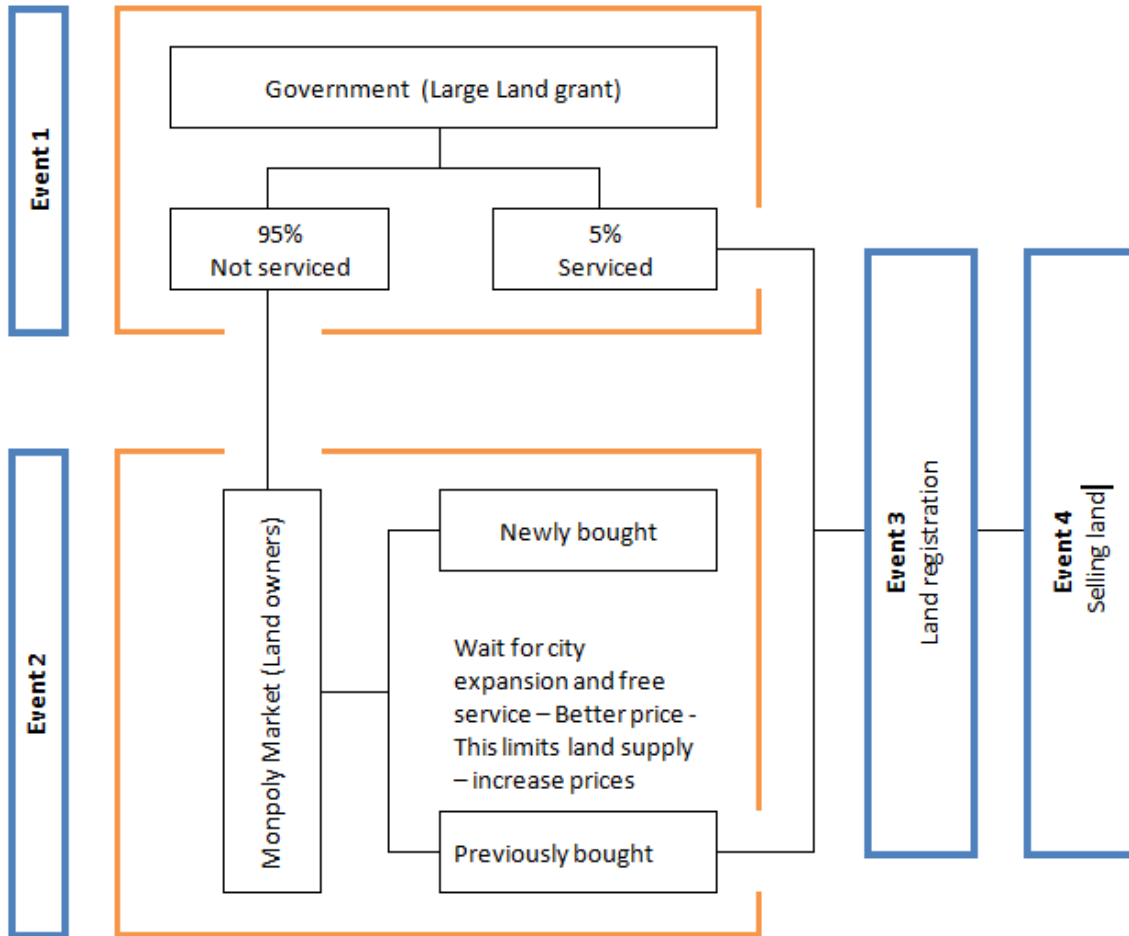 Event 1
Government (Large Land grant)
95%
Not serviced
5%
Serviced
Event 2
Monpoly Market (Land owners)
Newly bought
Wait for city
expansion and free
service – Better price -
This limits land supply
– increase prices
Previously bought
Event 3
Land registration
Event 4
Selling land